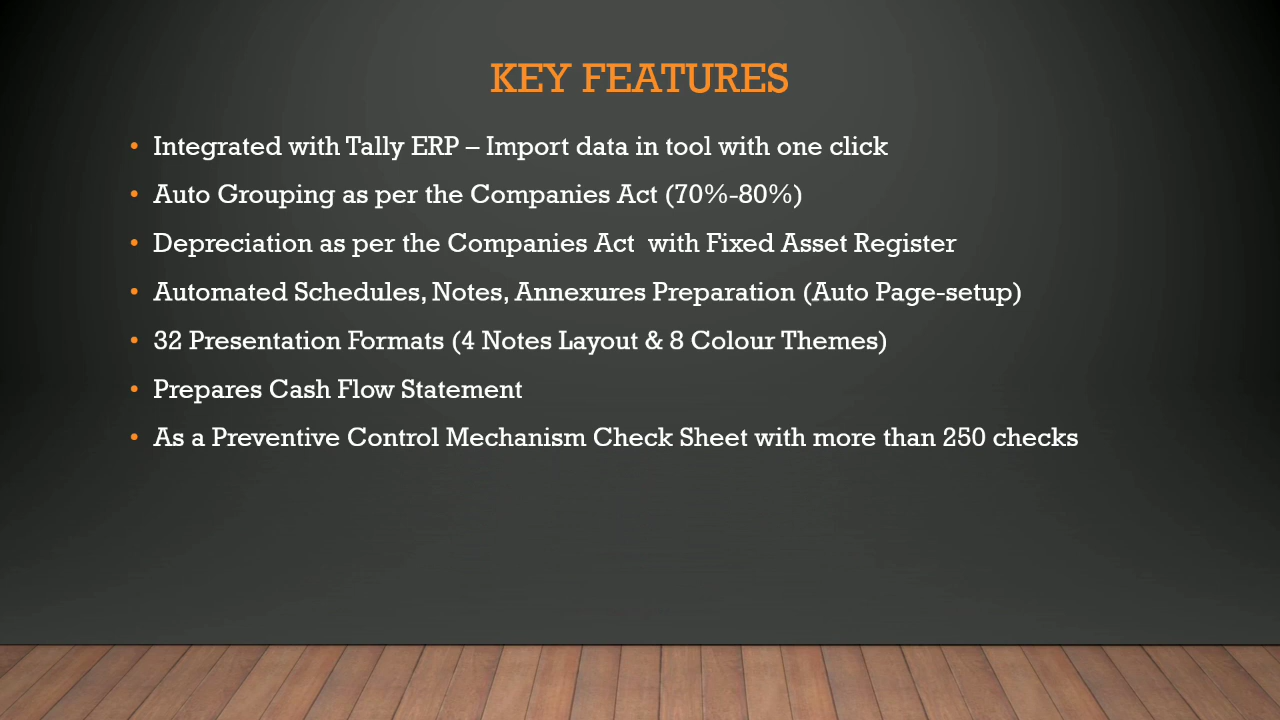 KEY FEATURES
• Integrated with Tally ERP – Import data in tool with one click
• Auto Grouping as per the Companies Act (70%-80%)
• Depreciation as per the Companies Act  with Fixed Asset Register
• Automated Schedules, Notes, Annexures Preparation (Auto Page-setup)
• 32 Presentation Formats (4 Notes Layout & 8 Colour Themes)
• Prepares Cash Flow Statement
• As a Preventive Control Mechanism Check Sheet with more than 250 checks